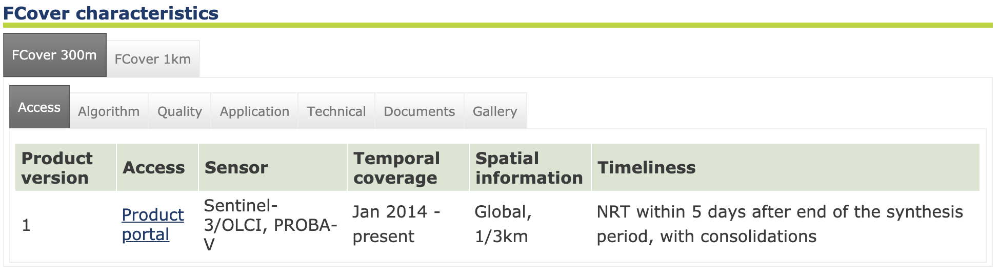 FCover characteristics
FCover 300m FCover 1km
Access Algorithm Quality Application Technical Documents Gallery
Product version Access Sensor Temporal coverage Spatial information Timeliness
1 Product portal Sentinel-3/OLCI, PROBA-V Jan 2014 - present Global, 1/3km NRT within 5 days after end of the synthesis period, with consolidations